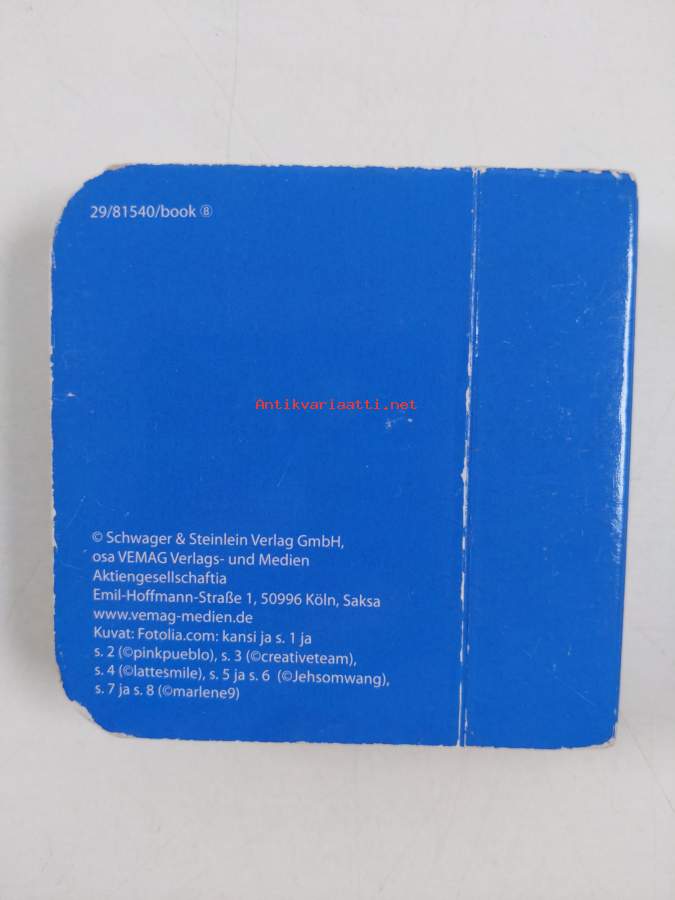 29/81540/book Ⓑ
Antikvariaatti.net
© Schwager & Steinlein Verlag GmbH,
osa VEMAG Verlags- und Medien
Aktiengesellschaftia
Emil-Hoffmann-Straße 1, 50996 Köln, Saksa
www.vemag-medien.de
Kuvat: Fotolia.com: kansi ja s. 1 ja
s. 2 (©pinkpueblo), s. 3 (©creativeteam),
s. 4 (©lattesmile), s. 5 ja s. 6 (©Jehsomwang),
s. 7 ja s. 8 (©marlene9)